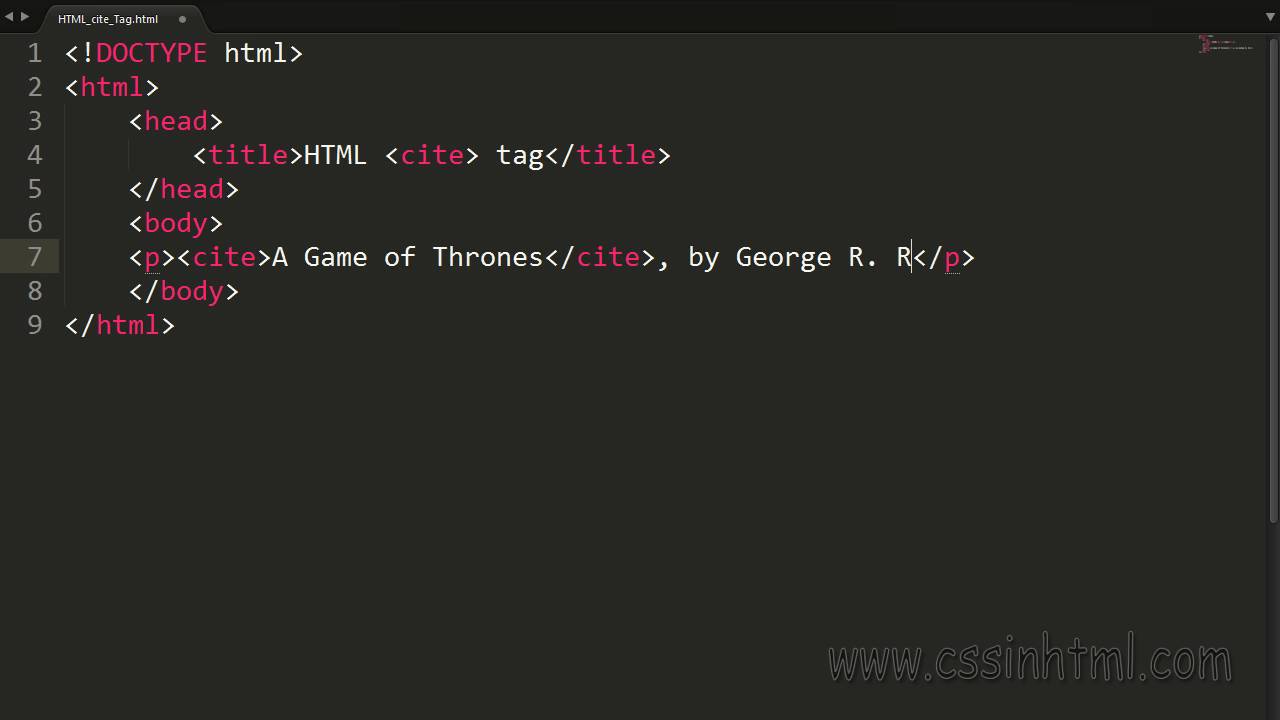 HTML_cite_Tag.html
1 <!DOCTYPE html>
2 <html>
3 <head>
4 <title>HTML <cite> tag</title>
5 </head>
6 <body>
7 <p><cite>A Game of Thrones</cite>, by George R. R</p>
8 </body>
9 </html>
www.cssinhtml.com